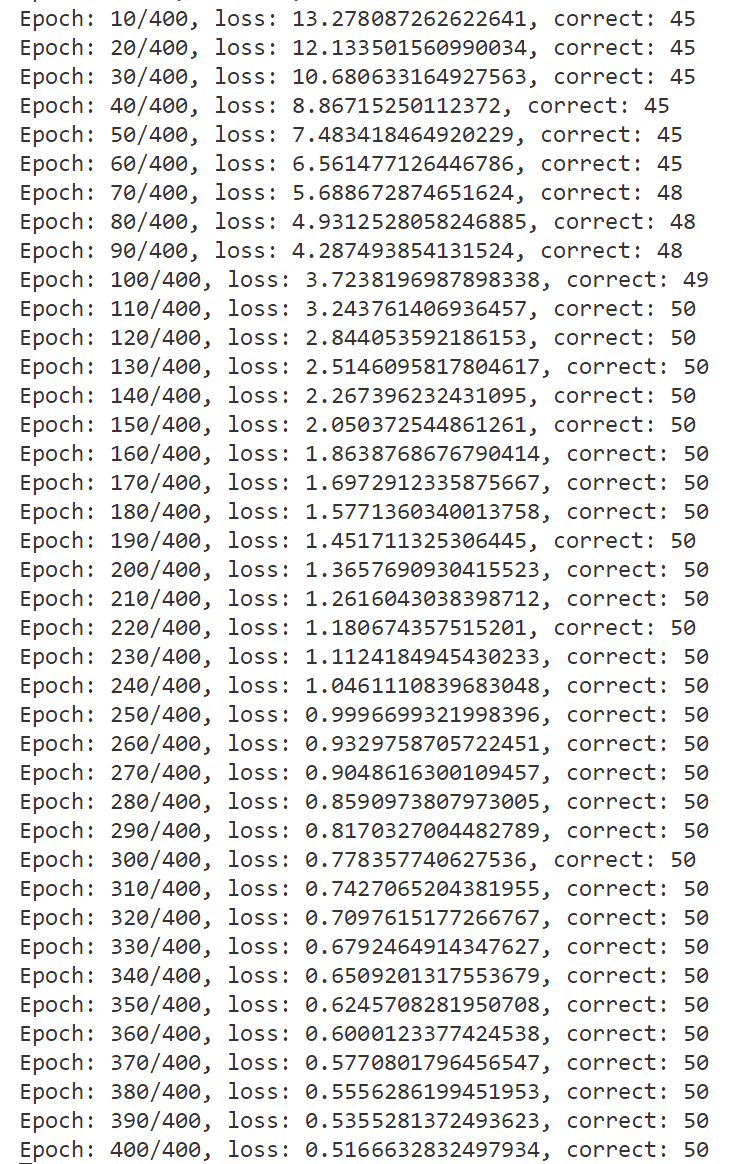 Epoch: 10/400, loss: 13.278087262622641, correct: 45
Epoch: 20/400, loss: 12.133501560990034, correct: 45
Epoch: 30/400, loss: 10.680633164927563, correct: 45
Epoch: 40/400, loss: 8.86715250112372, correct: 45
Epoch: 50/400, loss: 7.483418464920229, correct: 45
Epoch: 60/400, loss: 6.561477126446786, correct: 45
Epoch: 70/400, loss: 5.688672874651624, correct: 48
Epoch: 80/400, loss: 4.9312528058246885, correct: 48
Epoch: 90/400, loss: 4.287493854131524, correct: 48
Epoch: 100/400, loss: 3.7238196987898338, correct: 49
Epoch: 110/400, loss: 3.243761406936457, correct: 50
Epoch: 120/400, loss: 2.844053592186153, correct: 50
Epoch: 130/400, loss: 2.5146095817804617, correct: 50
Epoch: 140/400, loss: 2.267396232431095, correct: 50
Epoch: 150/400, loss: 2.050372544861261, correct: 50
Epoch: 160/400, loss: 1.8638768676790414, correct: 50
Epoch: 170/400, loss: 1.6972912335875667, correct: 50
Epoch: 180/400, loss: 1.5771360340013758, correct: 50
Epoch: 190/400, loss: 1.451711325306445, correct: 50
Epoch: 200/400, loss: 1.3657690930415523, correct: 50
Epoch: 210/400, loss: 1.2616043038398712, correct: 50
Epoch: 220/400, loss: 1.180674357515201, correct: 50
Epoch: 230/400, loss: 1.1124184945430233, correct: 50
Epoch: 240/400, loss: 1.0461110839683048, correct: 50
Epoch: 250/400, loss: 0.9996699321998396, correct: 50
Epoch: 260/400, loss: 0.9329758705722451, correct: 50
Epoch: 270/400, loss: 0.9048616300109457, correct: 50
Epoch: 280/400, loss: 0.8590973807973005, correct: 50
Epoch: 290/400, loss: 0.8170327004482789, correct: 50
Epoch: 300/400, loss: 0.778357740627536, correct: 50
Epoch: 310/400, loss: 0.7427065204381955, correct: 50
Epoch: 320/400, loss: 0.7097615177266767, correct: 50
Epoch: 330/400, loss: 0.6792464914347627, correct: 50
Epoch: 340/400, loss: 0.6509201317553679, correct: 50
Epoch: 350/400, loss: 0.6245708281950708, correct: 50
Epoch: 360/400, loss: 0.6000123377424538, correct: 50
Epoch: 370/400, loss: 0.5770801796456547, correct: 50
Epoch: 380/400, loss: 0.5556286199451953, correct: 50
Epoch: 390/400, loss: 0.5355281372493623, correct: 50
Epoch: 400/400, loss: 0.5166632832497934, correct: 50